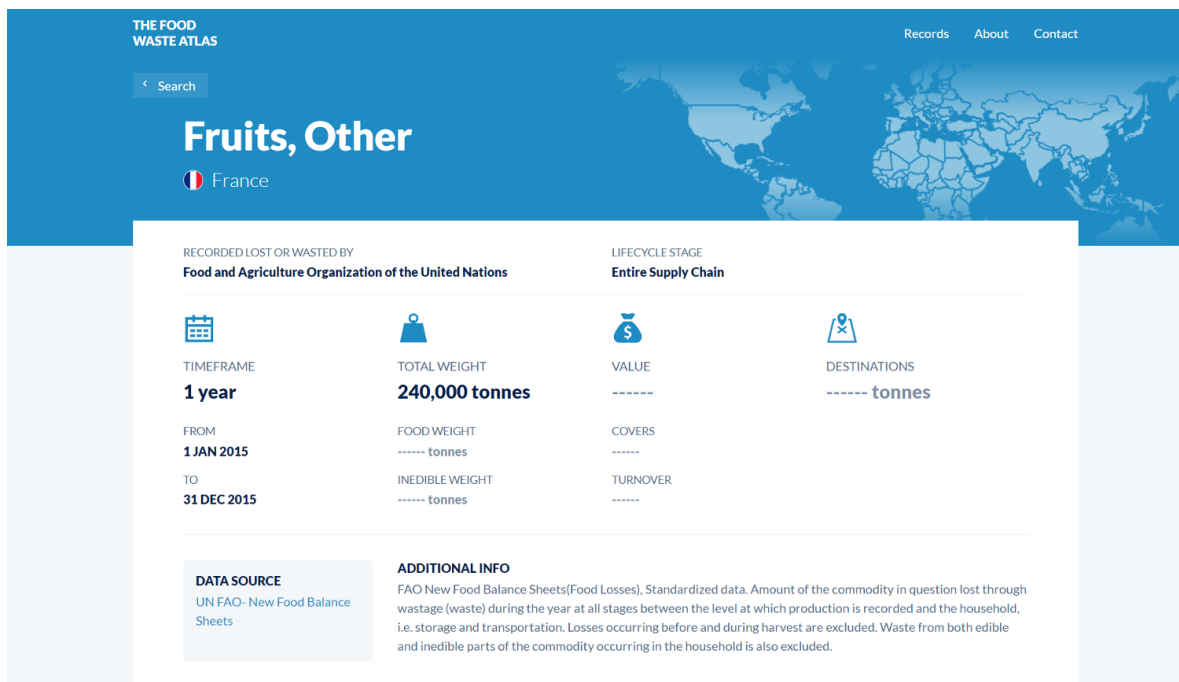 THE FOOD
WASTE ATLAS
Records About Contact
Search
Fruits, Other
France
RECORDED LOST OR WASTED BY
Food and Agriculture Organization of the United Nations
LIFECYCLE STAGE
Entire Supply Chain
TIMEFRAME
1 year
FROM
1 JAN 2015
TO
31 DEC 2015
TOTAL WEIGHT
240,000 tonnes
FOOD WEIGHT
------ tonnes
INEDIBLE WEIGHT
------ tonnes
$
VALUE
------
COVERS
------
TURNOVER
------
DESTINATIONS
------ tonnes
DATA SOURCE
UN FAO- New Food Balance
Sheets
ADDITIONAL INFO
FAO New Food Balance Sheets(Food Losses), Standardized data. Amount of the commodity in question lost through
wastage (waste) during the year at all stages between the level at which production is recorded and the household,
i.e. storage and transportation. Losses occurring before and during harvest are excluded. Waste from both edible
and inedible parts of the commodity occurring in the household is also excluded.